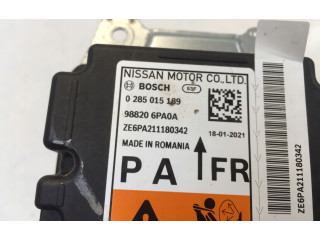 NISSAN MOTOR CO.,LTD.
BOSCH
0 285 015 189
98820 6PA0A
ZE6PA211180342
18-01-2021
MADE IN ROMANIA
PA FR
ZE6PA211180342